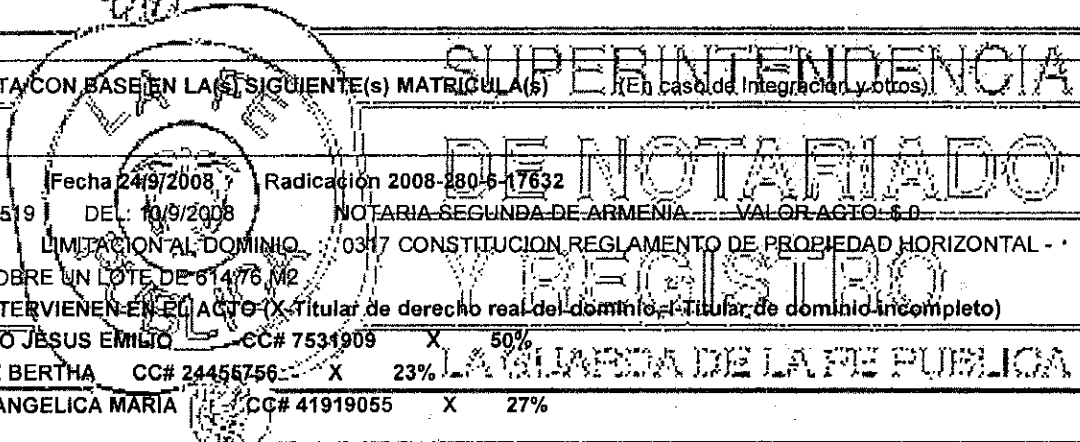 SUPERINTENDENCIA
TA CON BASE EN LA(s) SIGUIENTE(s) MATRICULA(s) (En caso de Integracion y otros)
DE NOTARIADO
Fecha 24/9/2008 Radicación 2008-280-6-17632
519 DEL: 10/9/2008 NOTARIA SEGUNDA DE ARMENIA VALOR ACTO: $ 0
LIMITACION AL DOMINIO : 0317 CONSTITUCION REGLAMENTO DE PROPIEDAD HORIZONTAL -
Y REGISTRO
OBRE UN LOTE DE 614.76 M2
TERVIENEN EN EL ACTO (X-Titular de derecho real del dominio, I-Titular de dominio incompleto)
O JESUS EMILIO CC# 7531909 X 50%
LA GUARDA DE LA FE PUBLICA
BERTHA CC# 24455756 X 23%
ANGELICA MARIA CC# 41919055 X 27%